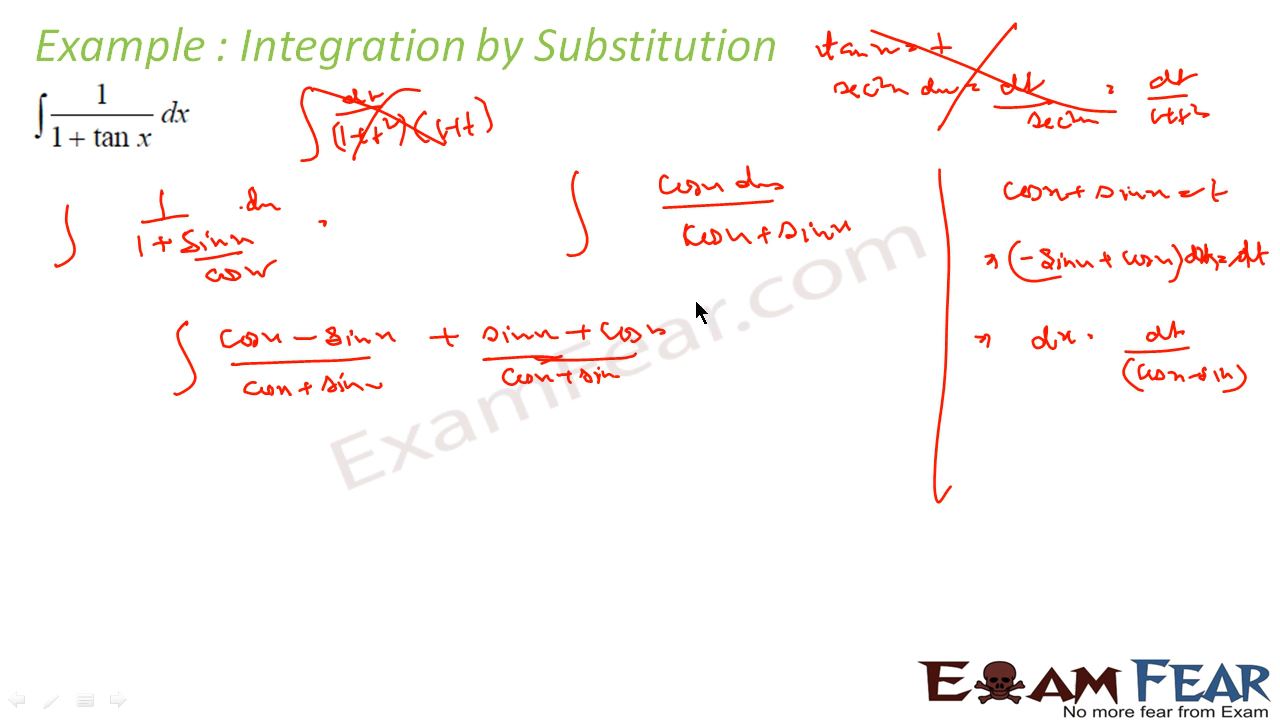 Example : Integration by Substitution
∫ 1/(1 + tan x) dx
∫ dt/((1+t²)(1+t))
tan x = t
sec²x dx = dt/sec²x = dt/(1+t²)
∫ 1/(1 + sin x/cos x) . dx =
∫ cos x dx/(cos x + sin x)
∫ (cos x − sin x)/(cos x + sin x) + (sin x + cos x)/(cos x + sin)
cos x + sin x = t
⇒ (− sin x + cos x) dx = dt
⇒ dx = dt/(cos x − sin x)
ExamFear.com
EXAM FEAR
No more fear from Exam